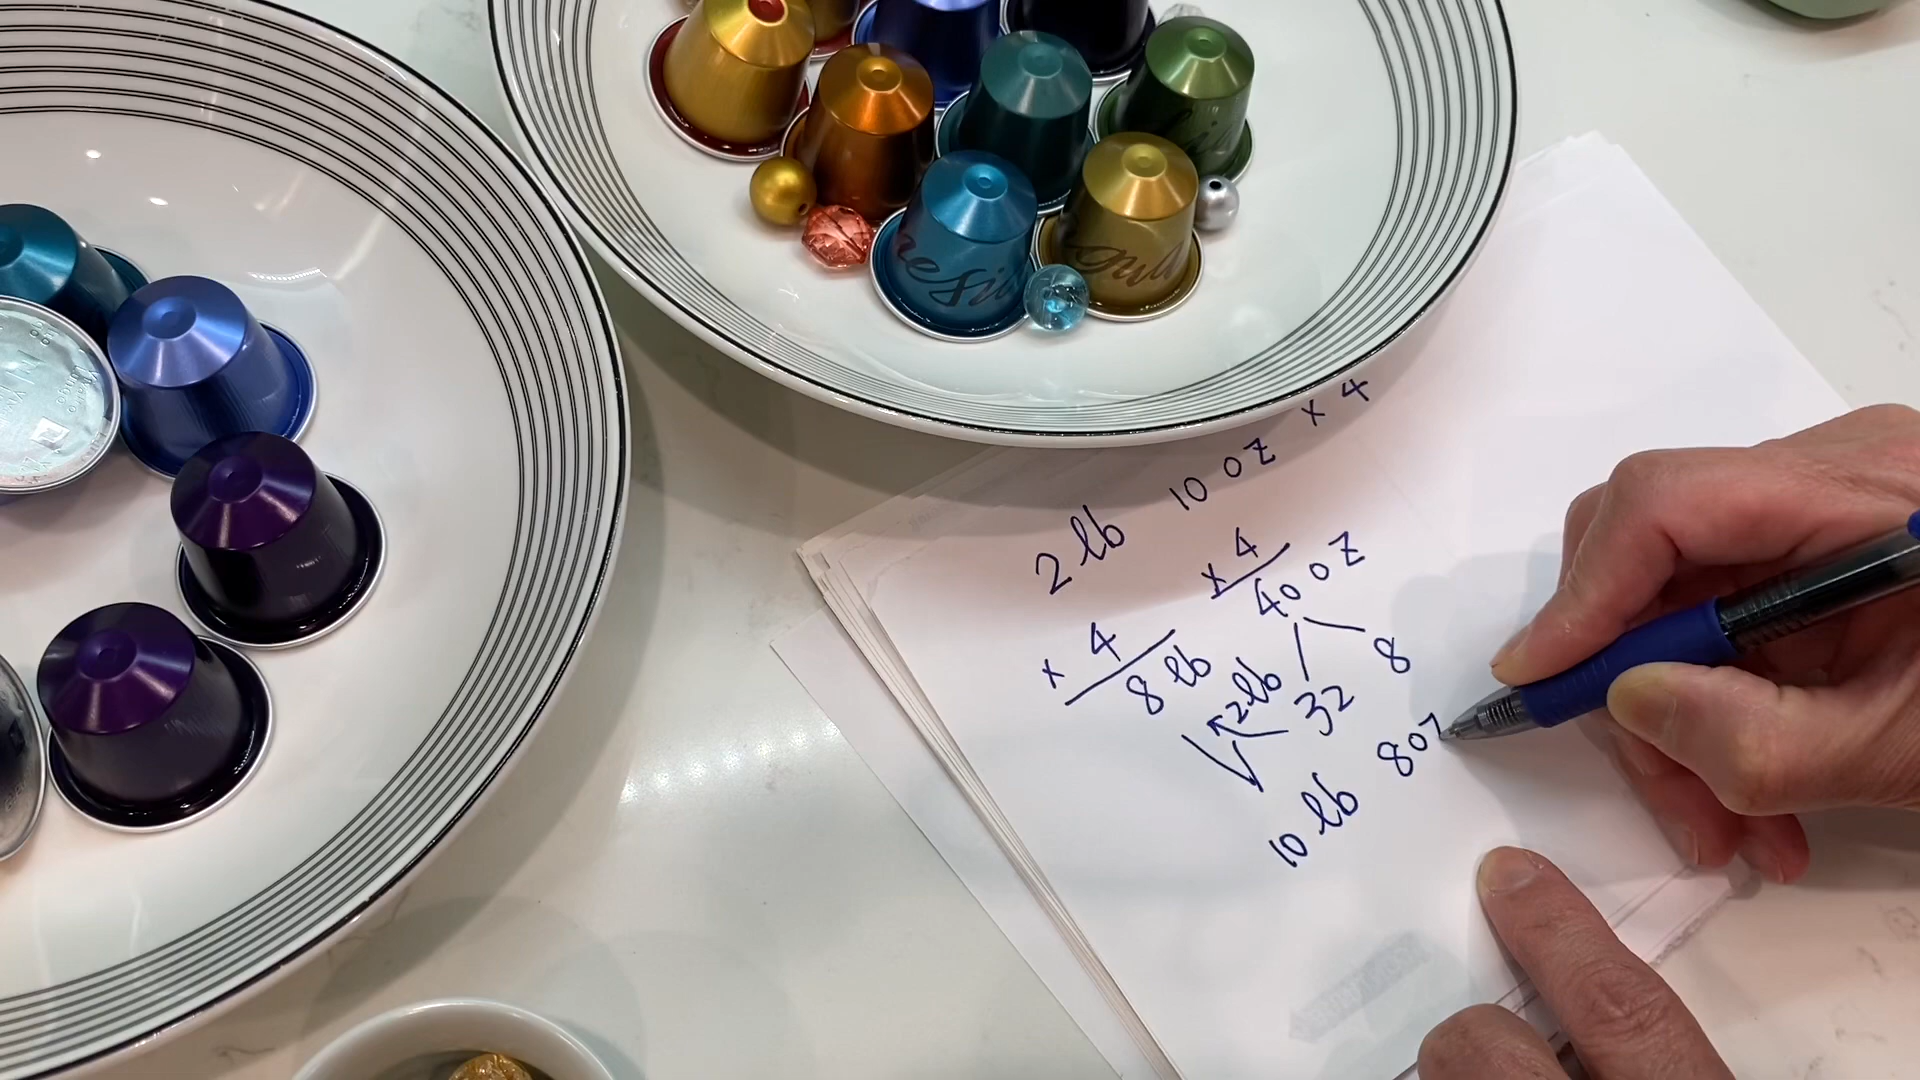 2 lb 10 oz x 4
x 4
40 oz
x 4
8 lb
2 lb 32 8
10 lb 8 oz